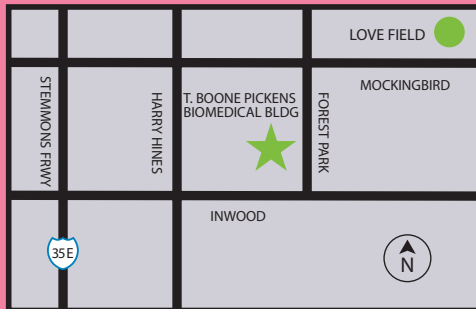 LOVE FIELD
MOCKINGBIRD
STEMMONS FRWY
HARRY HINES
T. BOONE PICKENS
BIOMEDICAL BLDG
FOREST PARK
INWOOD
35E
N